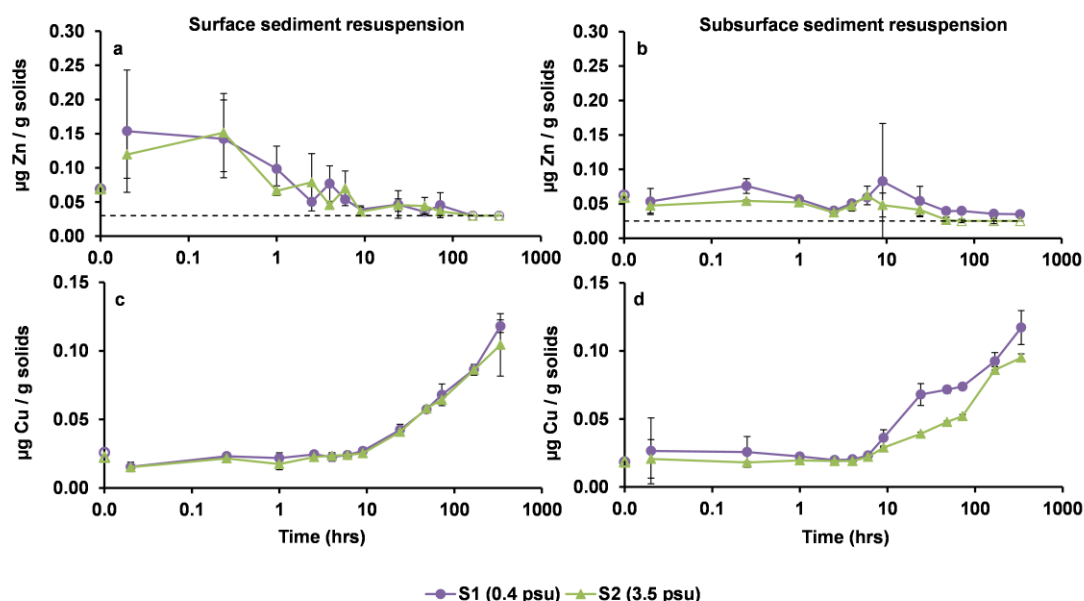 Surface sediment resuspension
Subsurface sediment resuspension
a
µg Zn / g solids
0.30
0.25
0.20
0.15
0.10
0.05
0.00
0.0 0.1 1 10 100 1000
b
µg Zn / g solids
0.30
0.25
0.20
0.15
0.10
0.05
0.00
0.0 0.1 1 10 100 1000
c
µg Cu / g solids
0.15
0.10
0.05
0.00
0.0 0.1 1 10 100 1000
Time (hrs)
d
µg Cu / g solids
0.15
0.10
0.05
0.00
0.0 0.1 1 10 100 1000
Time (hrs)
S1 (0.4 psu) S2 (3.5 psu)